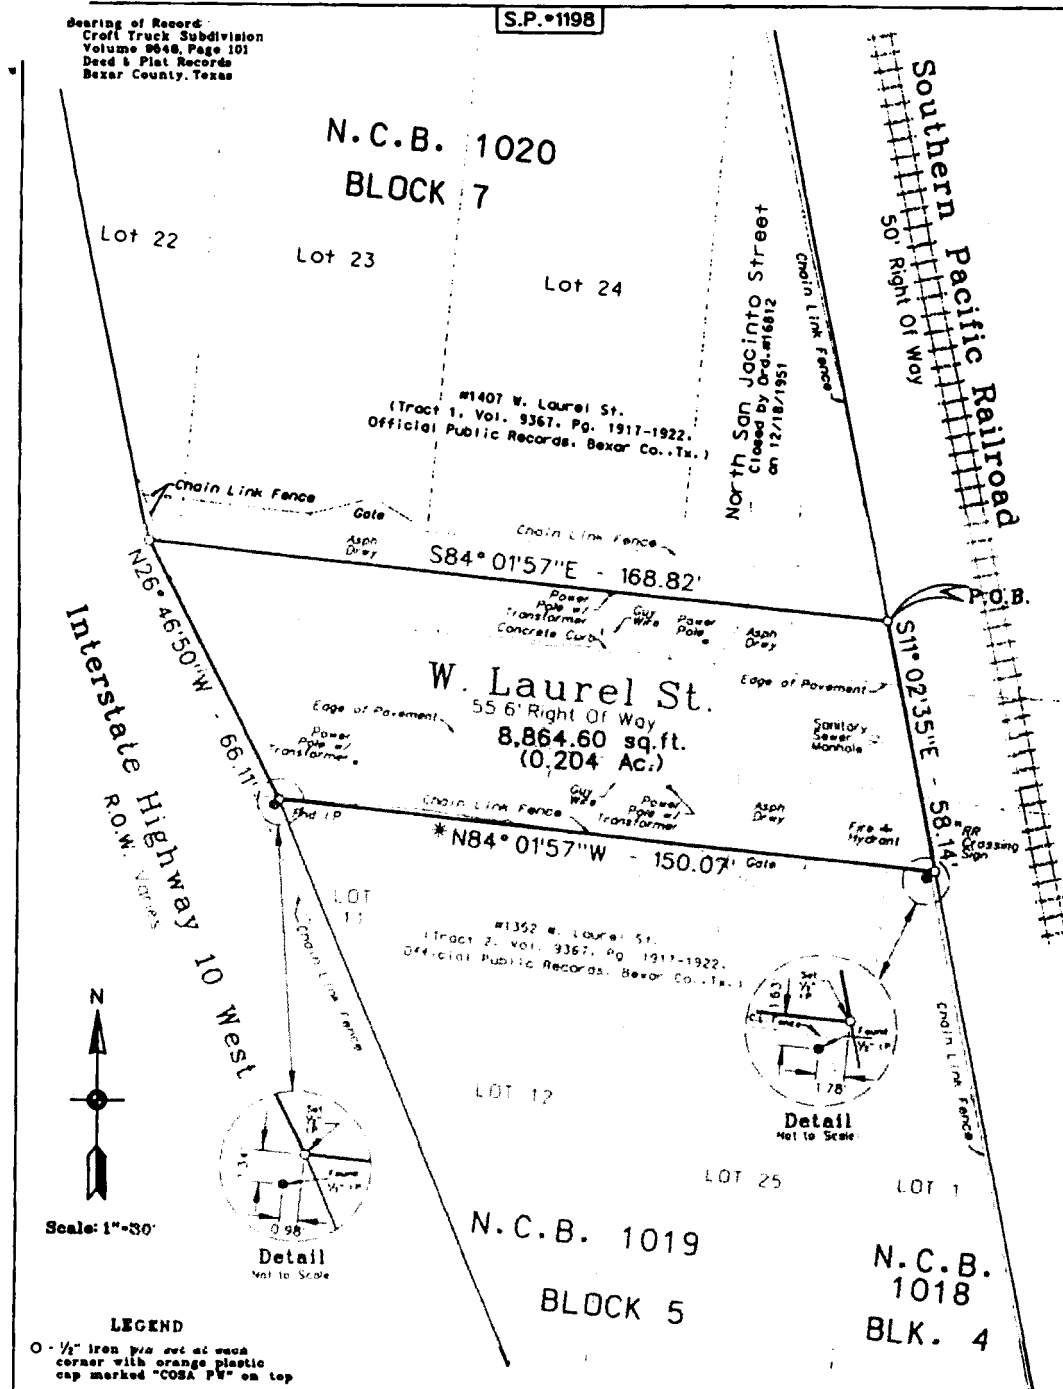 S.P.#1198
Bearing of Record:
Croft Truck Subdivision
Volume 9646, Page 101
Deed & Plat Records
Bexar County, Texas
N.C.B. 1020
BLOCK 7
Lot 22
Lot 23
Lot 24
North San Jacinto Street
Closed by Ord.#16812
on 12/18/1951
Chain Link Fence
Southern Pacific Railroad
50' Right Of Way
#1407 W. Laurel St.
(Tract 1, Vol. 9367, Pg. 1917-1922,
Official Public Records, Bexar Co., Tx.)
Chain Link Fence
Gate
Asph
Drwy
Chain Link Fence
S84° 01'57"E - 168.82'
P.O.B.
N26° 46'50"W - 66.11'
Power
Pole w/
Transformer
Concrete Curb
Guy
Wire
Power
Pole
Asph
Drwy
S11° 02'35"E - 58.14'
Edge of Pavement
W. Laurel St.
55.6' Right Of Way
8,864.60 sq.ft.
(0.204 Ac.)
Edge of Pavement
Power
Pole w/
Transformer
Sanitary
Sewer
Manhole
Interstate Highway 10 West
R.O.W. Varies
Fnd I.P.
Chain Link Fence
Guy
Wire
Power
Pole w/
Transformer
Asph
Drwy
Fire
Hydrant
RR
Crossing
Sign
*N84° 01'57"W - 150.07'
Gate
LOT
11
#1352 W. Laurel St.
(Tract 2, Vol. 9367, Pg. 1917-1922,
Official Public Records, Bexar Co., Tx.)
Chain Link Fence
Chain Link Fence
1.63
Set
½"
I.P.
C.L. Fence
Found
½" I.P.
1.78'
Detail
Not to Scale
LOT 12
N
Scale: 1"=30'
Set
½"
I.P.
1.34
Found
½" I.P.
0.98'
Detail
Not to Scale
LOT 25
LOT 1
N.C.B. 1019
BLOCK 5
N.C.B.
1018
BLK. 4
LEGEND
O - ½" iron pin set at each
corner with orange plastic
cap marked "COSA PW" on top